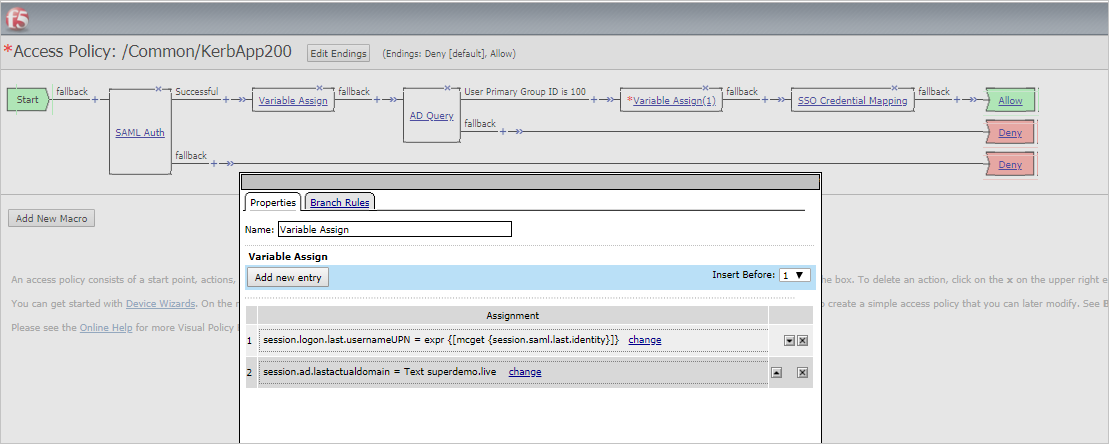 f5
*Access Policy: /Common/KerbApp200 Edit Endings (Endings: Deny [default], Allow)
Start fallback + SAML Auth
Successful + Variable Assign fallback + AD Query
User Primary Group ID is 100 + *Variable Assign(1) fallback + SSO Credential Mapping fallback + Allow
fallback + Deny
fallback + Deny
Properties Branch Rules
Name: Variable Assign
Variable Assign
Add new entry Insert Before: 1
Assignment
1 session.logon.last.usernameUPN = expr {[mcget {session.saml.last.identity}]} change
2 session.ad.lastactualdomain = Text superdemo.live change
Add New Macro
An access policy consists of a start point, actions, he box. To delete an action, click on the x on the upper right e
You can get started with Device Wizards. On the create a simple access policy that you can later modify. See
Please see the Online Help for more Visual Policy